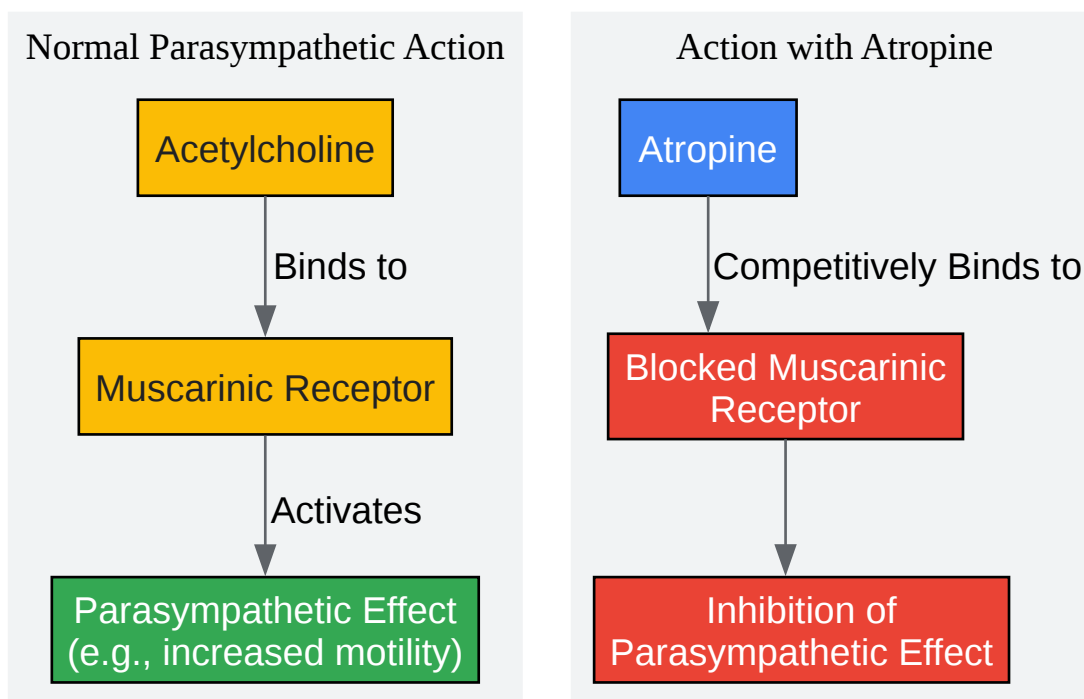 Normal Parasympathetic Action
Acetylcholine
Binds to
Muscarinic Receptor
Activates
Parasympathetic Effect
(e.g., increased motility)
Action with Atropine
Atropine
Competitively Binds to
Blocked Muscarinic
Receptor
Inhibition of
Parasympathetic Effect